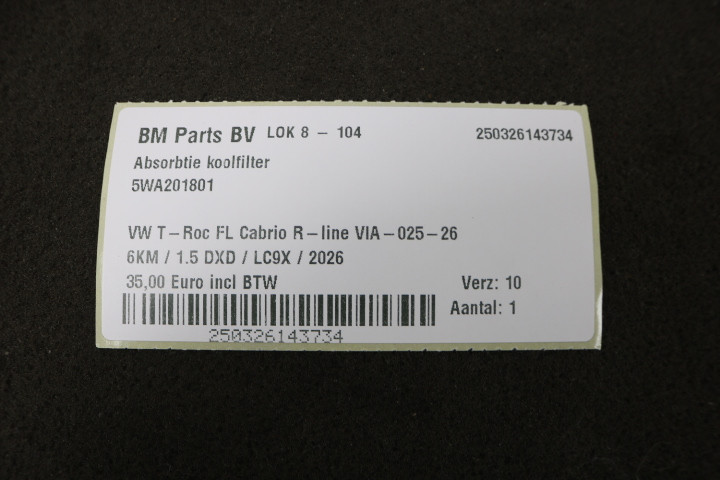 BM Parts BV LOK 8 - 104 250326143734
Absorbtie koolfilter
5WA201801
VW T-Roc FL Cabrio R-line VIA-025-26
6KM / 1.5 DXD / LC9X / 2026
35,00 Euro incl BTW Verz: 10
Aantal: 1
250326143734